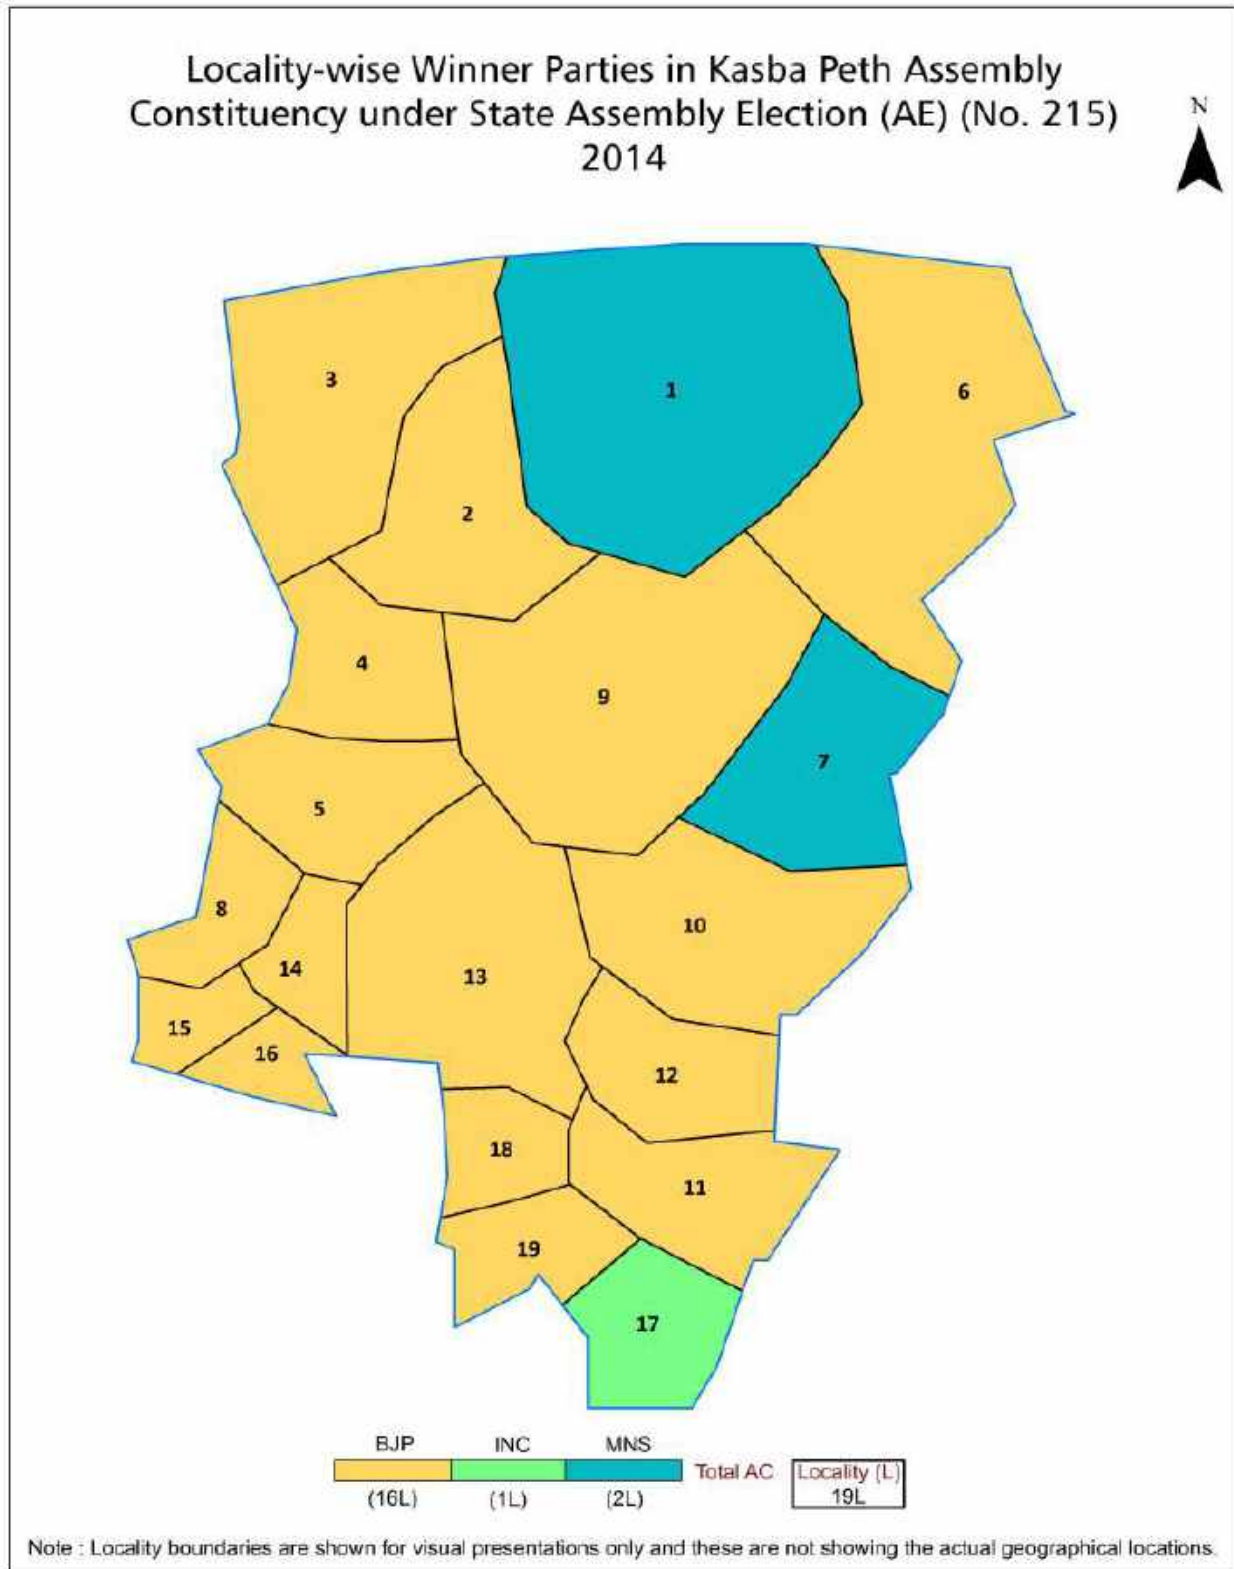 Locality-wise Winner Parties in Kasba Peth Assembly
Constituency under State Assembly Election (AE) (No. 215)
2014
N
3
1
6
2
4
9
7
5
8
10
14
13
15
16
12
18
11
19
17
BJP INC MNS
Total AC Locality (L)
(16L) (1L) (2L) 19L
Note : Locality boundaries are shown for visual presentations only and these are not showing the actual geographical locations.